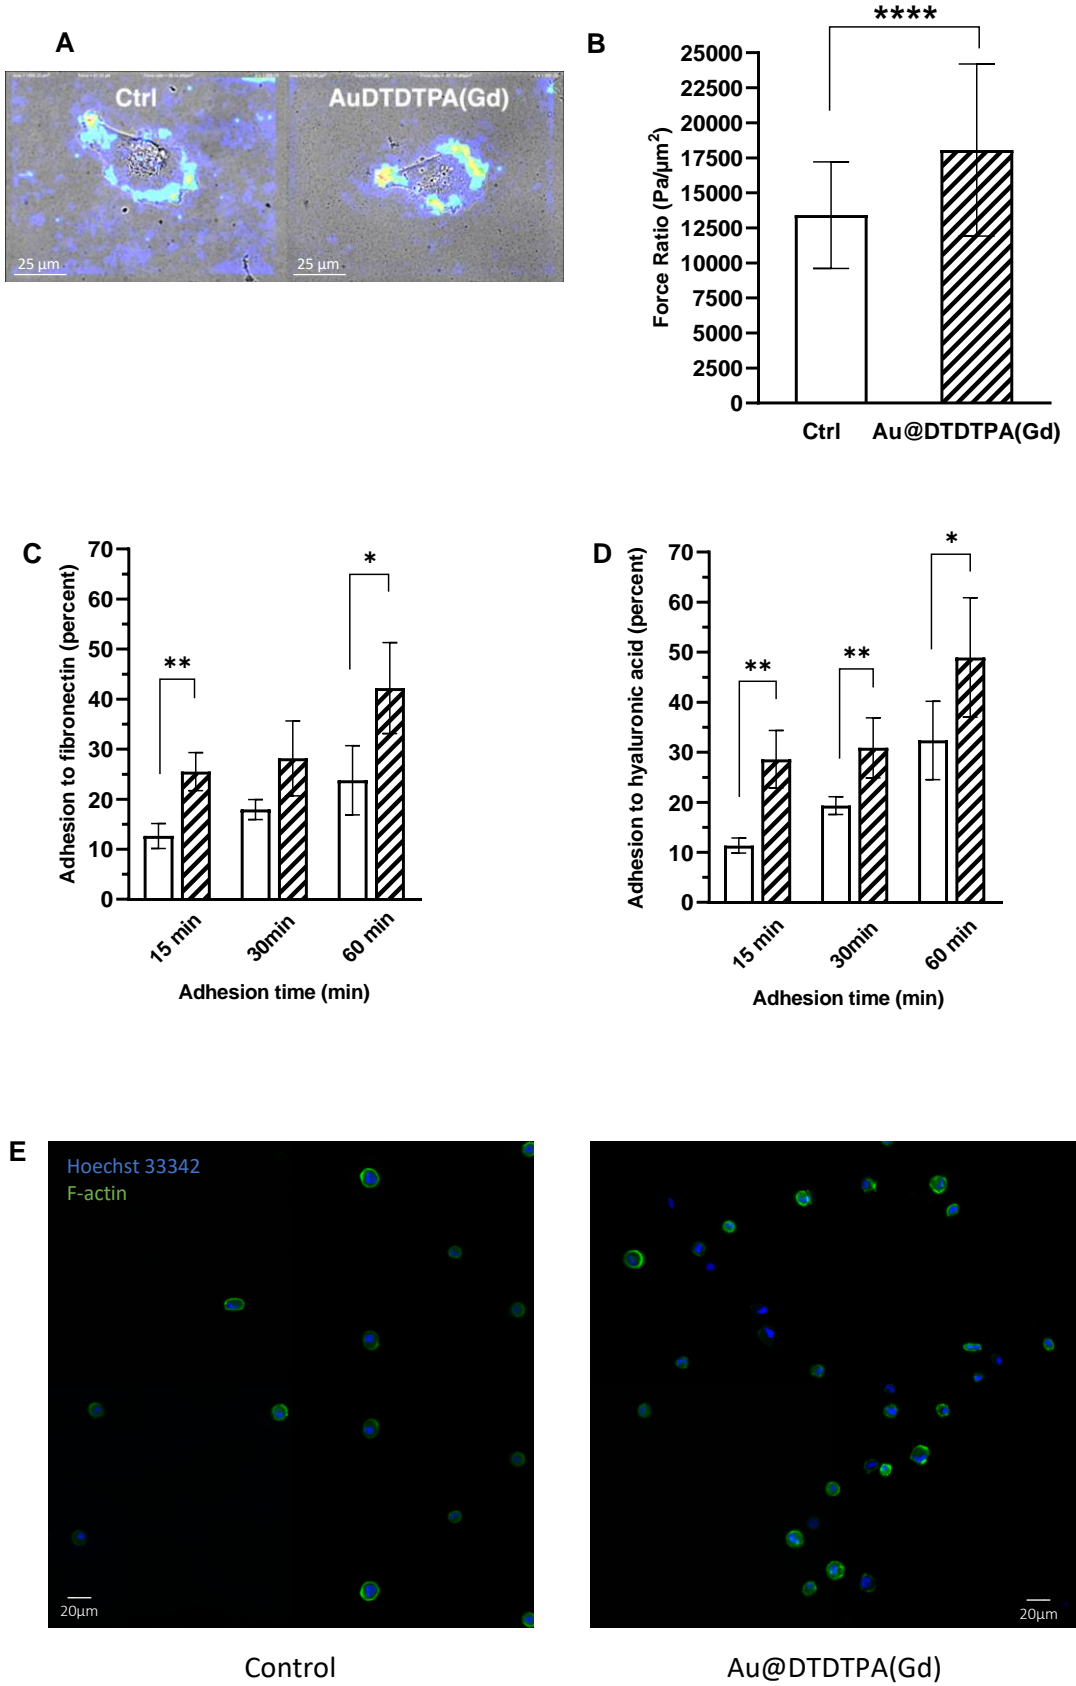 A
Ctrl
AuDTDTPA(Gd)
25 µm
25 µm
B
****
Force Ratio (Pa/µm²)
25000
22500
20000
17500
15000
12500
10000
7500
5000
2500
0
Ctrl
Au@DTDTPA(Gd)
C
Adhesion to fibronectin (percent)
70
60
50
40
30
20
10
0
**
*
15 min
30min
60 min
Adhesion time (min)
D
Adhesion to hyaluronic acid (percent)
70
60
50
40
30
20
10
0
**
**
*
15 min
30min
60 min
Adhesion time (min)
E
Hoechst 33342
F-actin
20µm
20µm
Control
Au@DTDTPA(Gd)